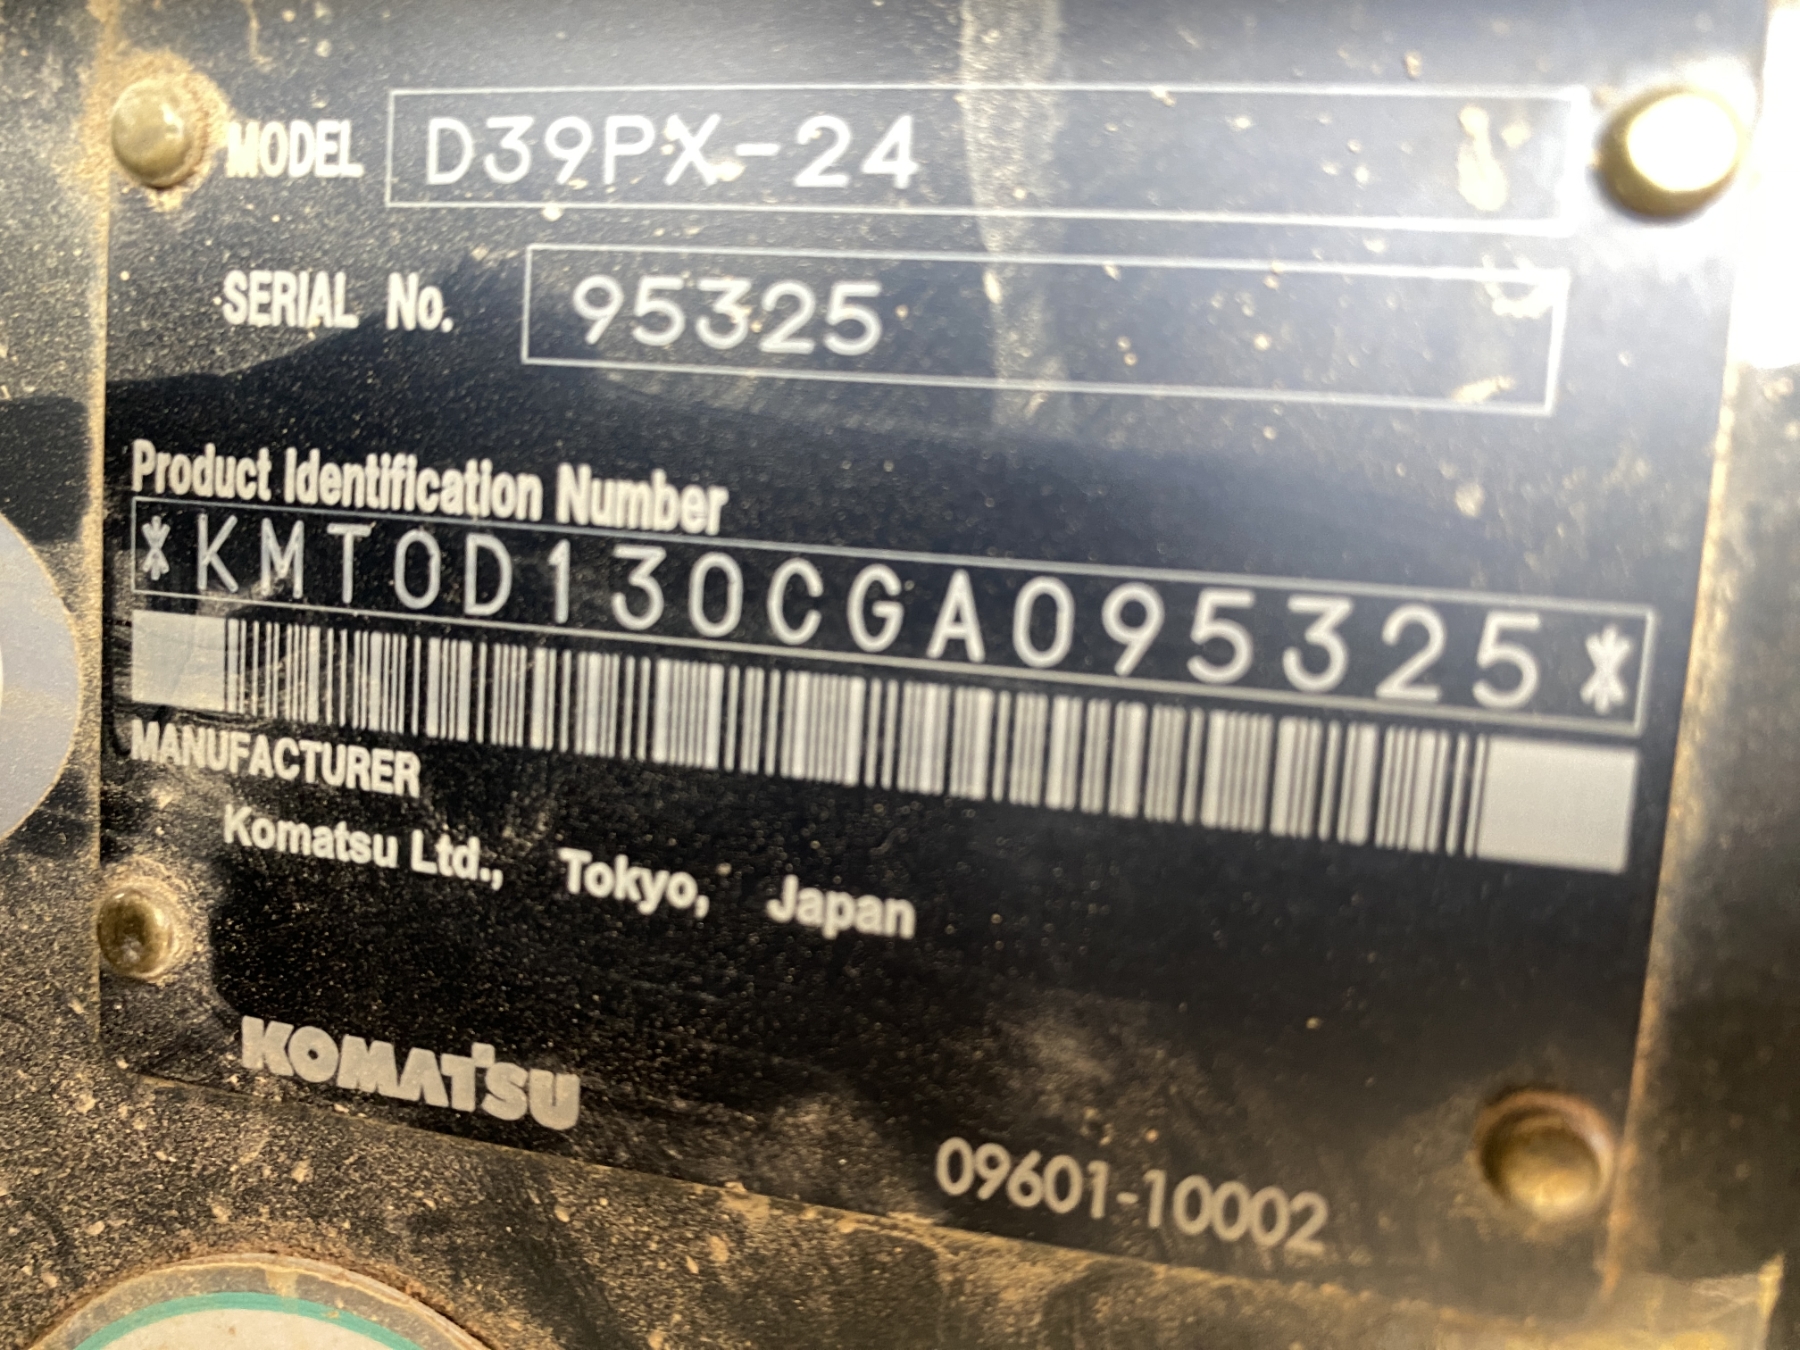 MODEL D39PX-24
SERIAL No. 95325
Product Identification Number
*KMT0D130CGA095325*
MANUFACTURER
Komatsu Ltd., Tokyo, Japan
KOMATSU
09601-10002